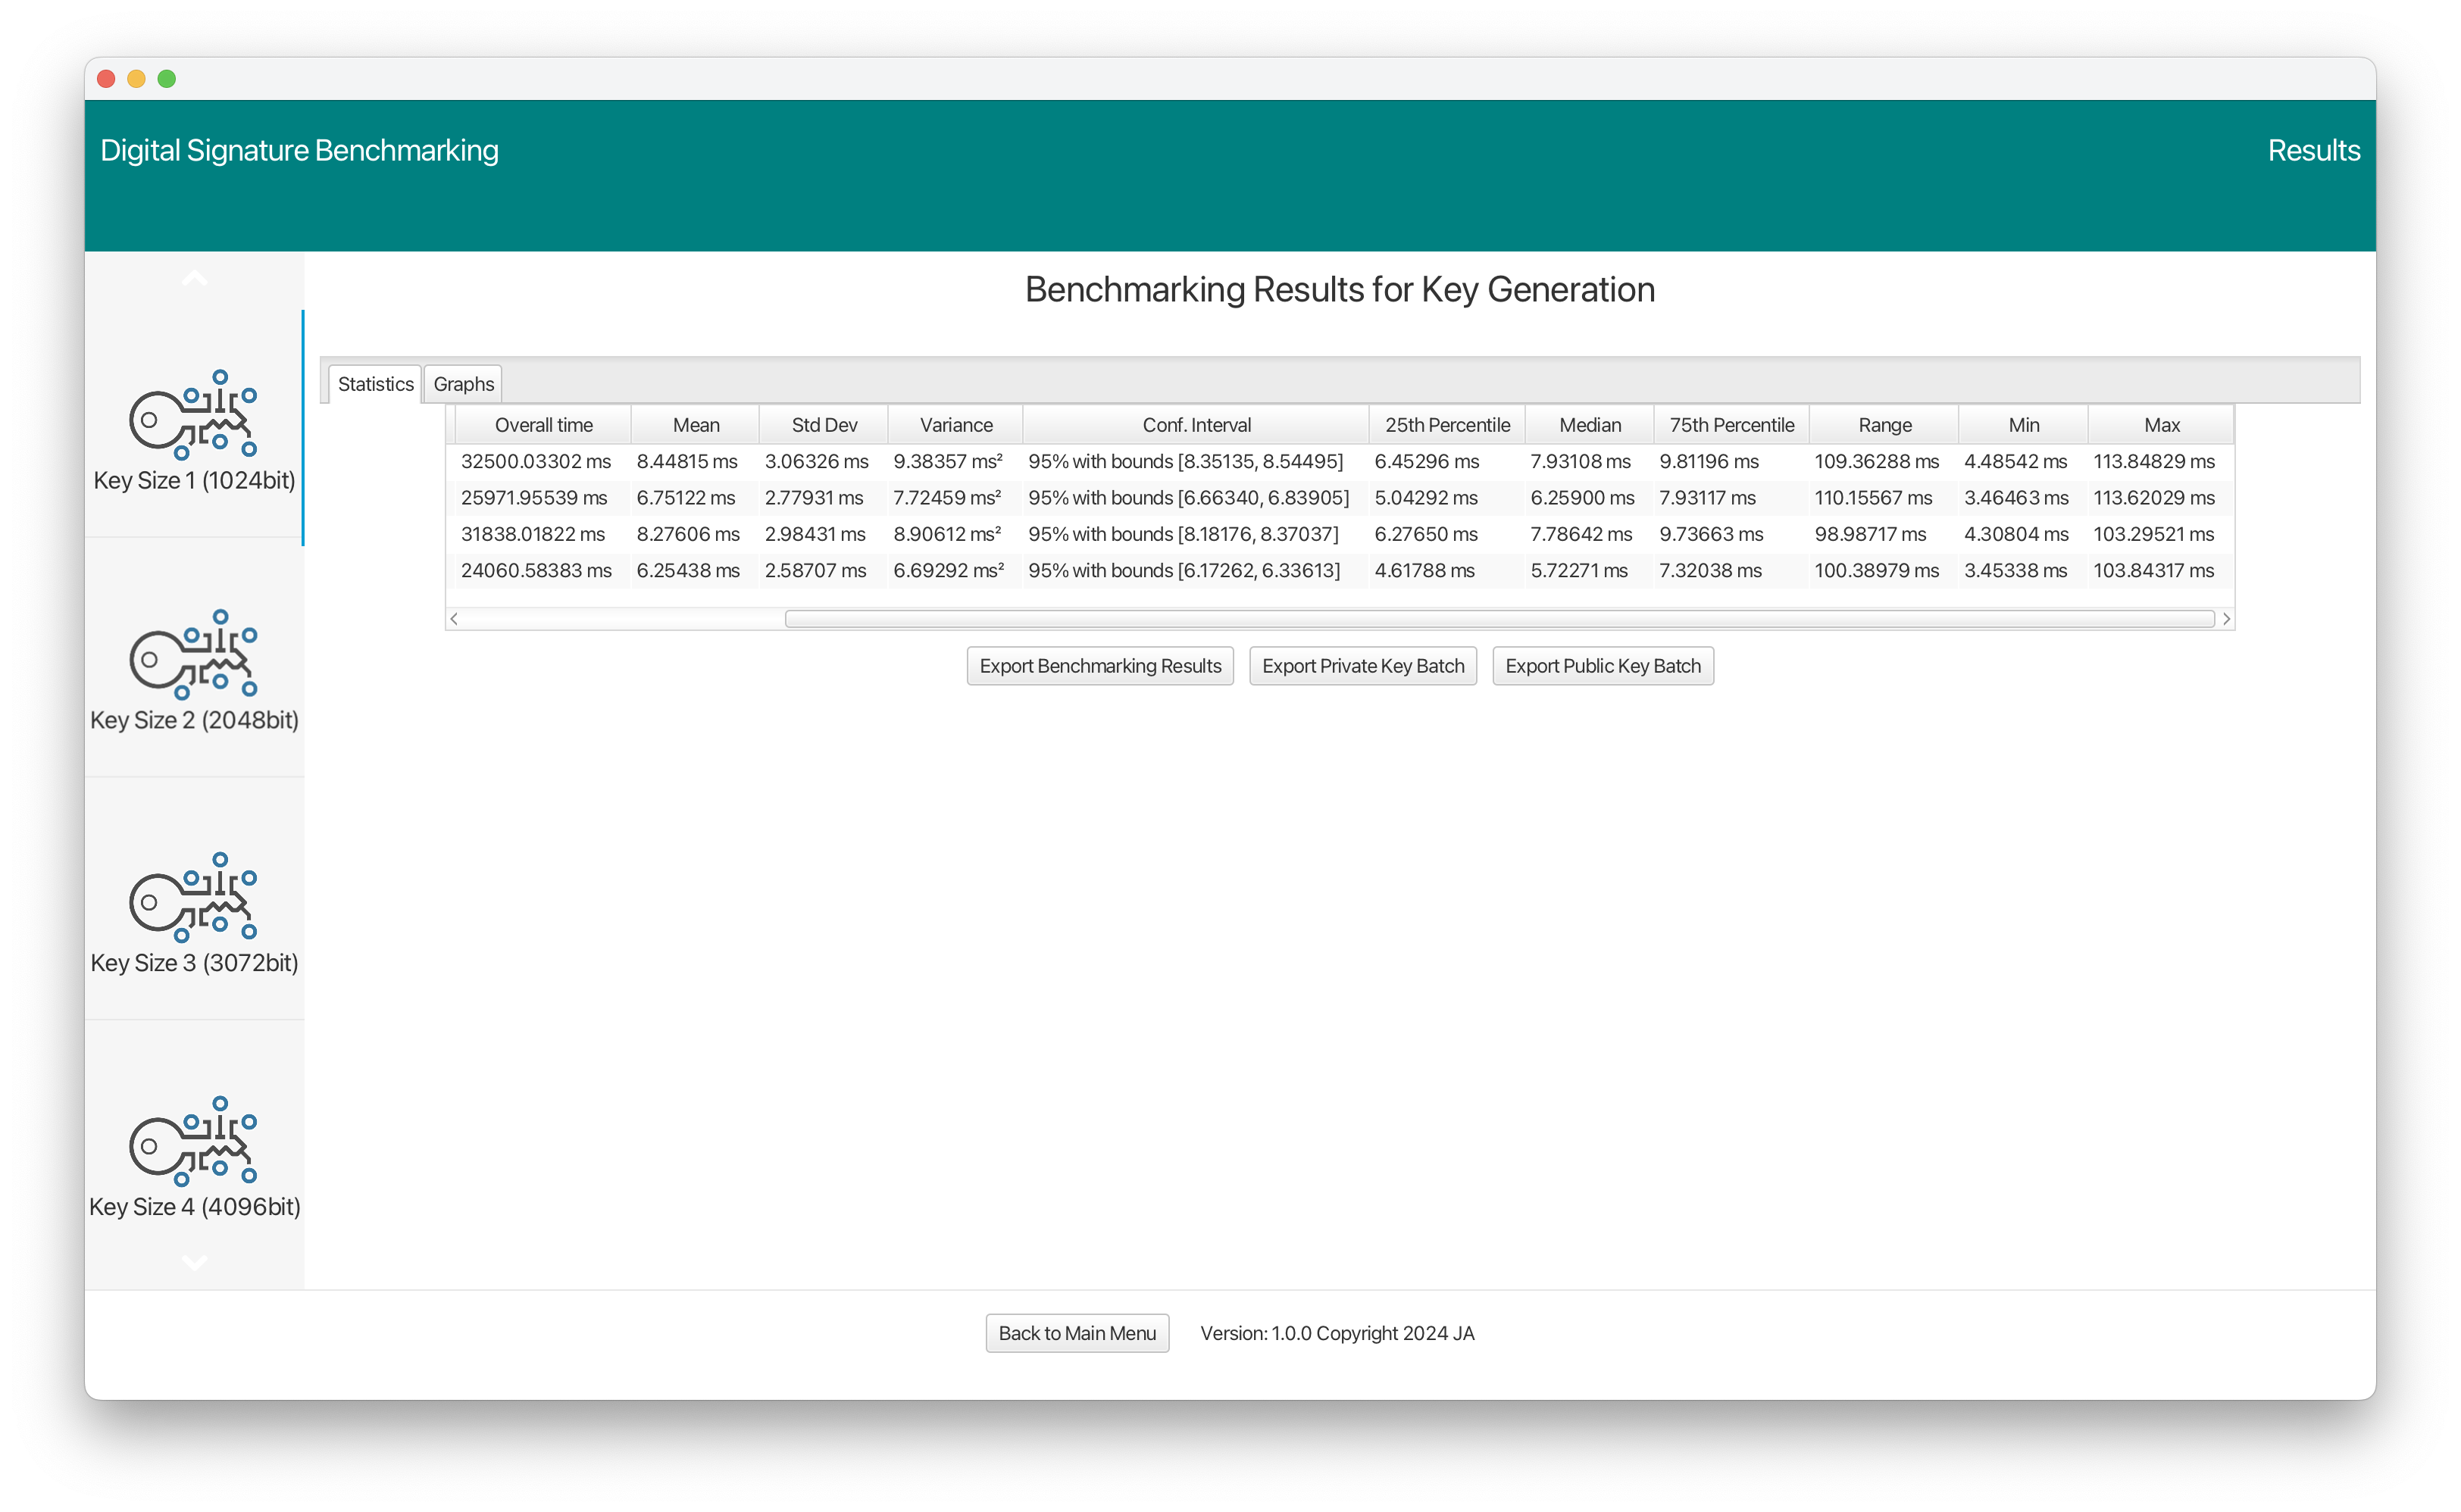 Digital Signature Benchmarking
Results
Key Size 1 (1024bit)
Key Size 2 (2048bit)
Key Size 3 (3072bit)
Key Size 4 (4096bit)
Benchmarking Results for Key Generation
Statistics Graphs
Overall time Mean Std Dev Variance Conf. Interval 25th Percentile Median 75th Percentile Range Min Max
32500.03302 ms 8.44815 ms 3.06326 ms 9.38357 ms² 95% with bounds [8.35135, 8.54495] 6.45296 ms 7.93108 ms 9.81196 ms 109.36288 ms 4.48542 ms 113.84829 ms
25971.95539 ms 6.75122 ms 2.77931 ms 7.72459 ms² 95% with bounds [6.66340, 6.83905] 5.04292 ms 6.25900 ms 7.93117 ms 110.15567 ms 3.46463 ms 113.62029 ms
31838.01822 ms 8.27606 ms 2.98431 ms 8.90612 ms² 95% with bounds [8.18176, 8.37037] 6.27650 ms 7.78642 ms 9.73663 ms 98.98717 ms 4.30804 ms 103.29521 ms
24060.58383 ms 6.25438 ms 2.58707 ms 6.69292 ms² 95% with bounds [6.17262, 6.33613] 4.61788 ms 5.72271 ms 7.32038 ms 100.38979 ms 3.45338 ms 103.84317 ms
Export Benchmarking Results Export Private Key Batch Export Public Key Batch
Back to Main Menu Version: 1.0.0 Copyright 2024 JA